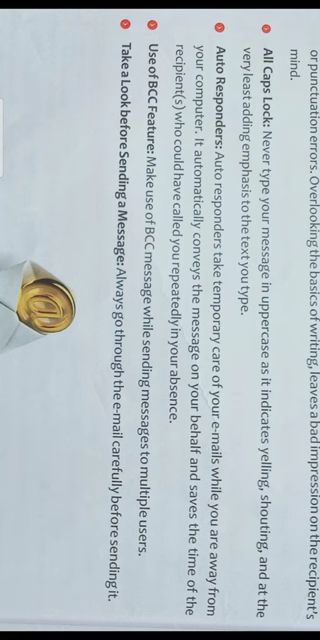 or punctuation errors. Overlooking the basics of writing, leaves a bad impression on the recipient's
mind.
All Caps Lock: Never type your message in uppercase as it indicates yelling, shouting, and at the
very least adding emphasis to the text you type.
Auto Responders: Auto responders take temporary care of your e-mails while you are away from
your computer. It automatically conveys the message on your behalf and saves the time of the
recipient(s) who could have called you repeatedly in your absence.
Use of BCC Feature: Make use of BCC message while sending messages to multiple users.
Take a Look before Sending a Message: Always go through the e-mail carefully before sending it.
@